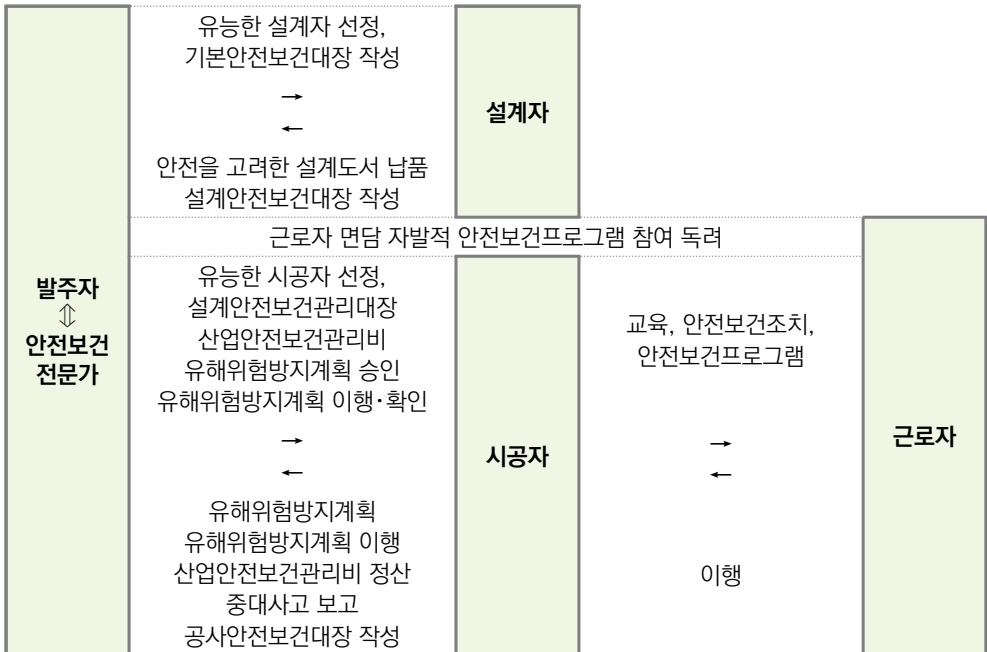 유능한 설계자 선정,
기본안전보건대장 작성
→
←
안전을 고려한 설계도서 납품
설계안전보건대장 작성
설계자
근로자 면담 자발적 안전보건프로그램 참여 독려
발주자
⇕
안전보건
전문가
유능한 시공자 선정,
설계안전보건관리대장
산업안전보건관리비
유해위험방지계획 승인
유해위험방지계획 이행·확인
→
←
유해위험방지계획
유해위험방지계획 이행
산업안전보건관리비 정산
중대사고 보고
공사안전보건대장 작성
시공자
교육, 안전보건조치,
안전보건프로그램
→
←
이행
근로자